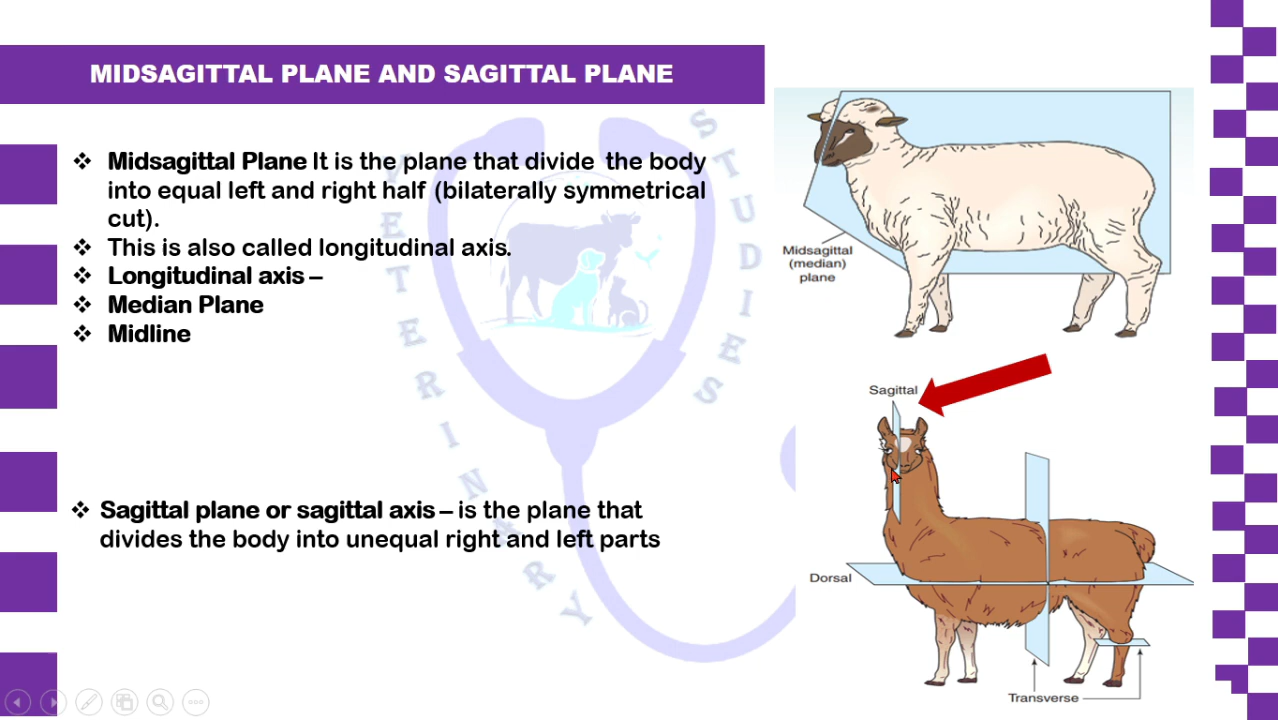 MIDSAGITTAL PLANE AND SAGITTAL PLANE
❖ Midsagittal Plane It is the plane that divide the body
into equal left and right half (bilaterally symmetrical
cut).
❖ This is also called longitudinal axis.
❖ Longitudinal axis –
❖ Median Plane
❖ Midline
❖ Sagittal plane or sagittal axis – is the plane that
divides the body into unequal right and left parts
Midsagittal
(median)
plane
Sagittal
Dorsal
Transverse
VETERINARY
STUDIES